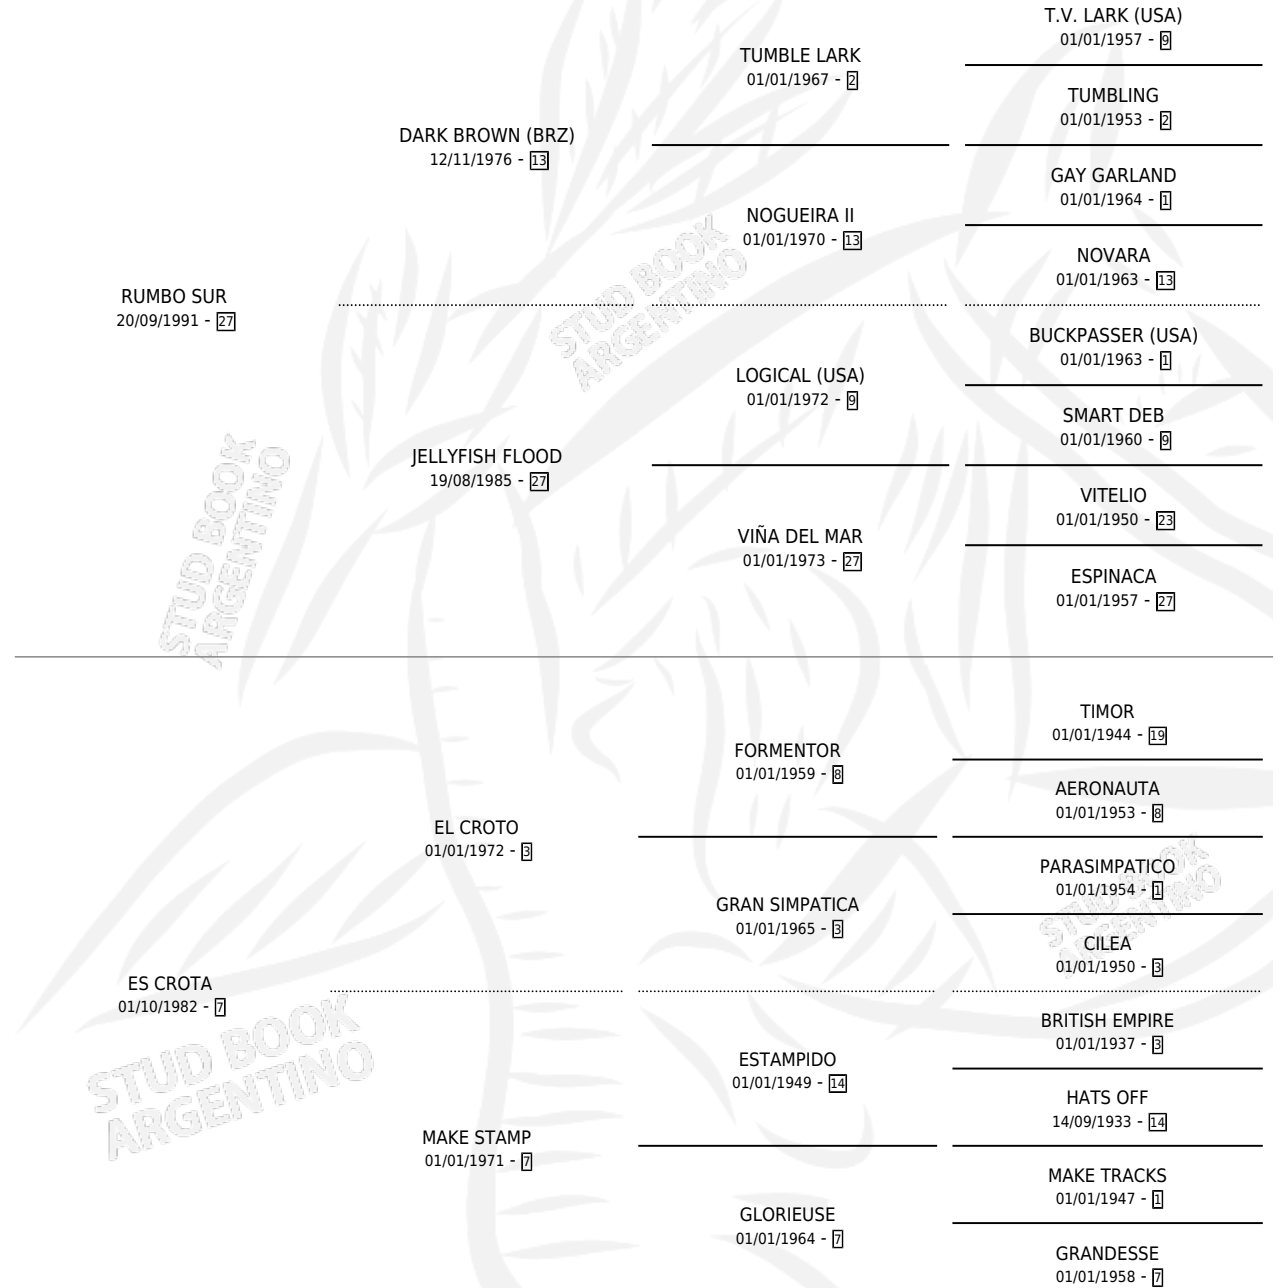 T.V. LARK (USA)
01/01/1957 - 9
TUMBLE LARK
01/01/1967 - 2
TUMBLING
01/01/1953 - 2
DARK BROWN (BRZ)
12/11/1976 - 13
GAY GARLAND
01/01/1964 - 1
NOGUEIRA II
01/01/1970 - 13
NOVARA
01/01/1963 - 13
RUMBO SUR
20/09/1991 - 27
BUCKPASSER (USA)
01/01/1963 - 1
LOGICAL (USA)
01/01/1972 - 9
SMART DEB
01/01/1960 - 9
JELLYFISH FLOOD
19/08/1985 - 27
VITELIO
01/01/1950 - 23
VIÑA DEL MAR
01/01/1973 - 27
ESPINACA
01/01/1957 - 27
STUD BOOK
ARGENTINO
STUD BOOK
ARGENTINO
TIMOR
01/01/1944 - 19
FORMENTOR
01/01/1959 - 8
AERONAUTA
01/01/1953 - 8
EL CROTO
01/01/1972 - 3
PARASIMPATICO
01/01/1954 - 1
GRAN SIMPATICA
01/01/1965 - 3
CILEA
01/01/1950 - 3
ES CROTA
01/10/1982 - 7
BRITISH EMPIRE
01/01/1937 - 3
ESTAMPIDO
01/01/1949 - 14
HATS OFF
14/09/1933 - 14
MAKE STAMP
01/01/1971 - 7
MAKE TRACKS
01/01/1947 - 1
GLORIEUSE
01/01/1964 - 7
GRANDESSE
01/01/1958 - 7
STUD BOOK
ARGENTINO
STUD BOOK
ARGENTINO